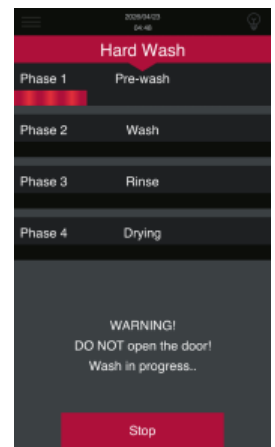 2026/04/23
04:46
Hard Wash
Phase 1 Pre-wash
Phase 2 Wash
Phase 3 Rinse
Phase 4 Drying
WARNING!
DO NOT open the door!
Wash in progress..
Stop